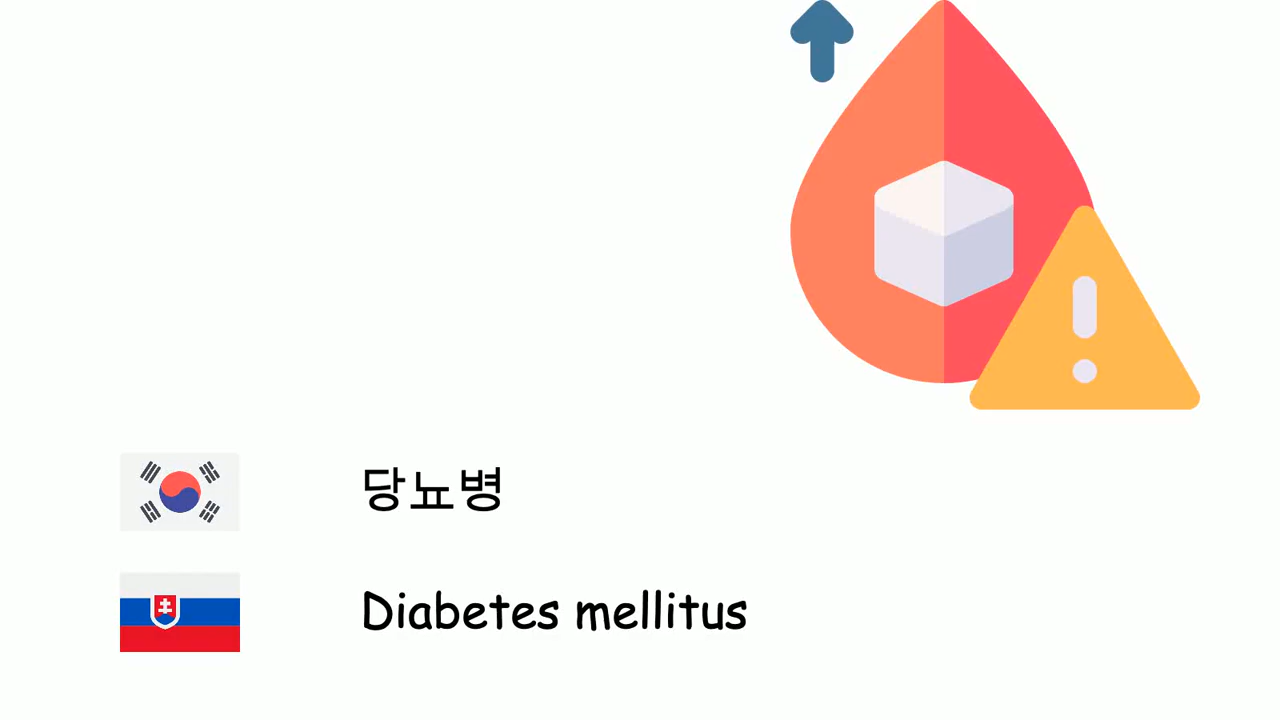 당뇨병
Diabetes mellitus